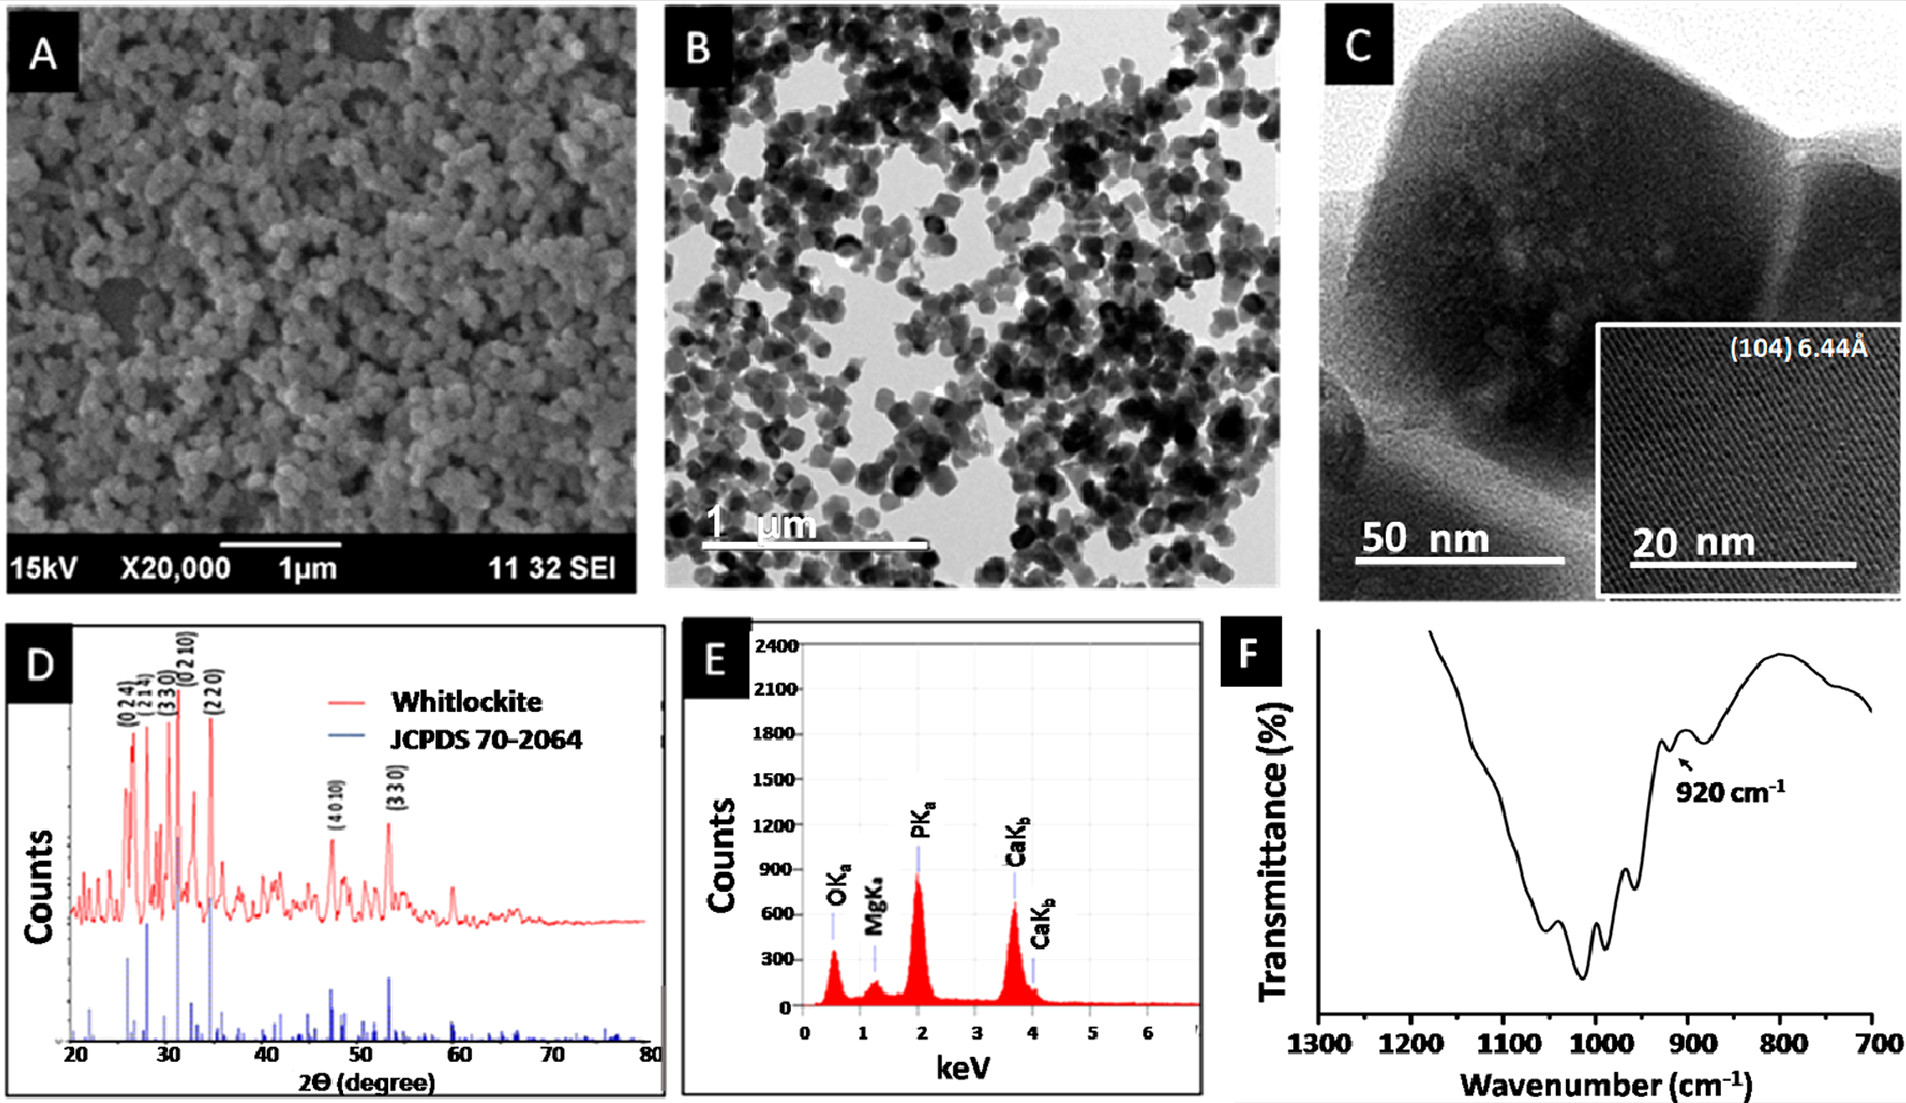 A
15kV X20,000 1µm 11 32 SEI
B
1 µm
C
(104) 6.44Å
50 nm
20 nm
D
(0 2 4)
(2 1 4)
(3 3 0)
(0 2 10)
(2 2 0)
(4 0 10)
(3 3 0)
Whitlockite
JCPDS 70-2064
Counts
20 30 40 50 60 70 80
2Θ (degree)
E
2400
2100
1800
1500
1200
900
600
300
0
Counts
OKa
MgKa
PKa
CaKb
CaKb
0 1 2 3 4 5 6
keV
F
Transmittance (%)
920 cm⁻¹
1300 1200 1100 1000 900 800 700
Wavenumber (cm⁻¹)